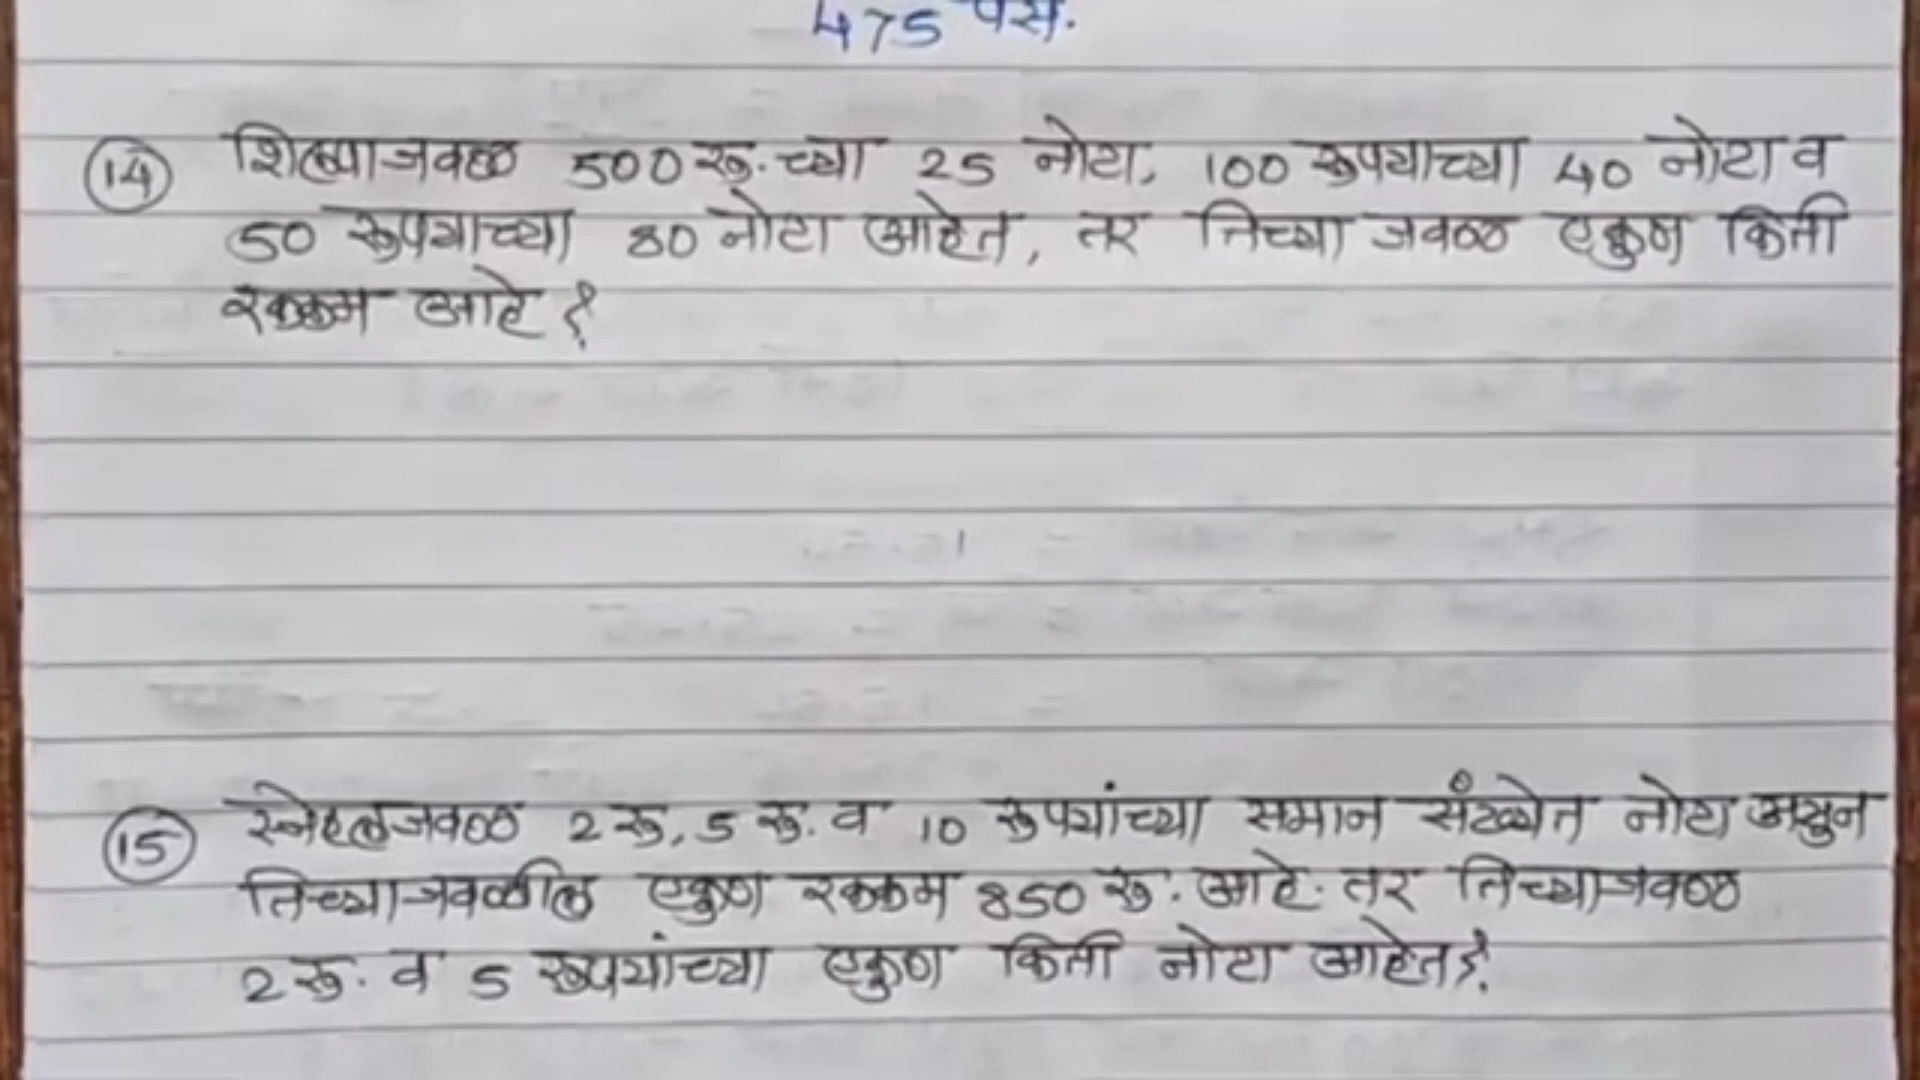 475 पेस.
(14) शिल्पाजवळ 500 रू. च्या 25 नोटा, 100 रुपयाच्या 40 नोटा व
50 रुपयाच्या 80 नोटा आहेत, तर तिच्या जवळ एकुण किती
रक्कम आहे ?
(15) स्नेहलजवळ 2 रू, 5 रू. व 10 रुपयांच्या समान संख्येत नोटा असुन
तिच्याजवळील एकुण रक्कम 850 रू. आहे. तर तिच्याजवळ
2 रू. व 5 रूपयांच्या एकुण किती नोटा आहेत ?